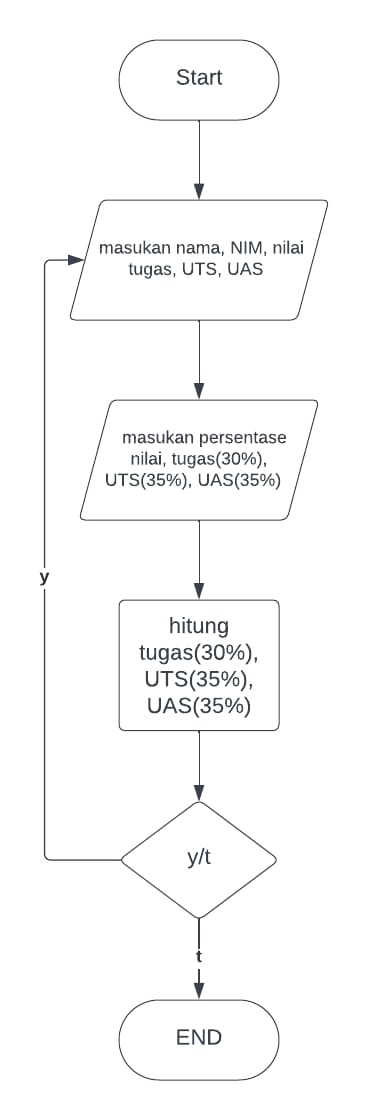 Start
masukan nama, NIM, nilai
tugas, UTS, UAS
masukan persentase
nilai, tugas(30%),
UTS(35%), UAS(35%)
y
hitung
tugas(30%),
UTS(35%),
UAS(35%)
y/t
t
END